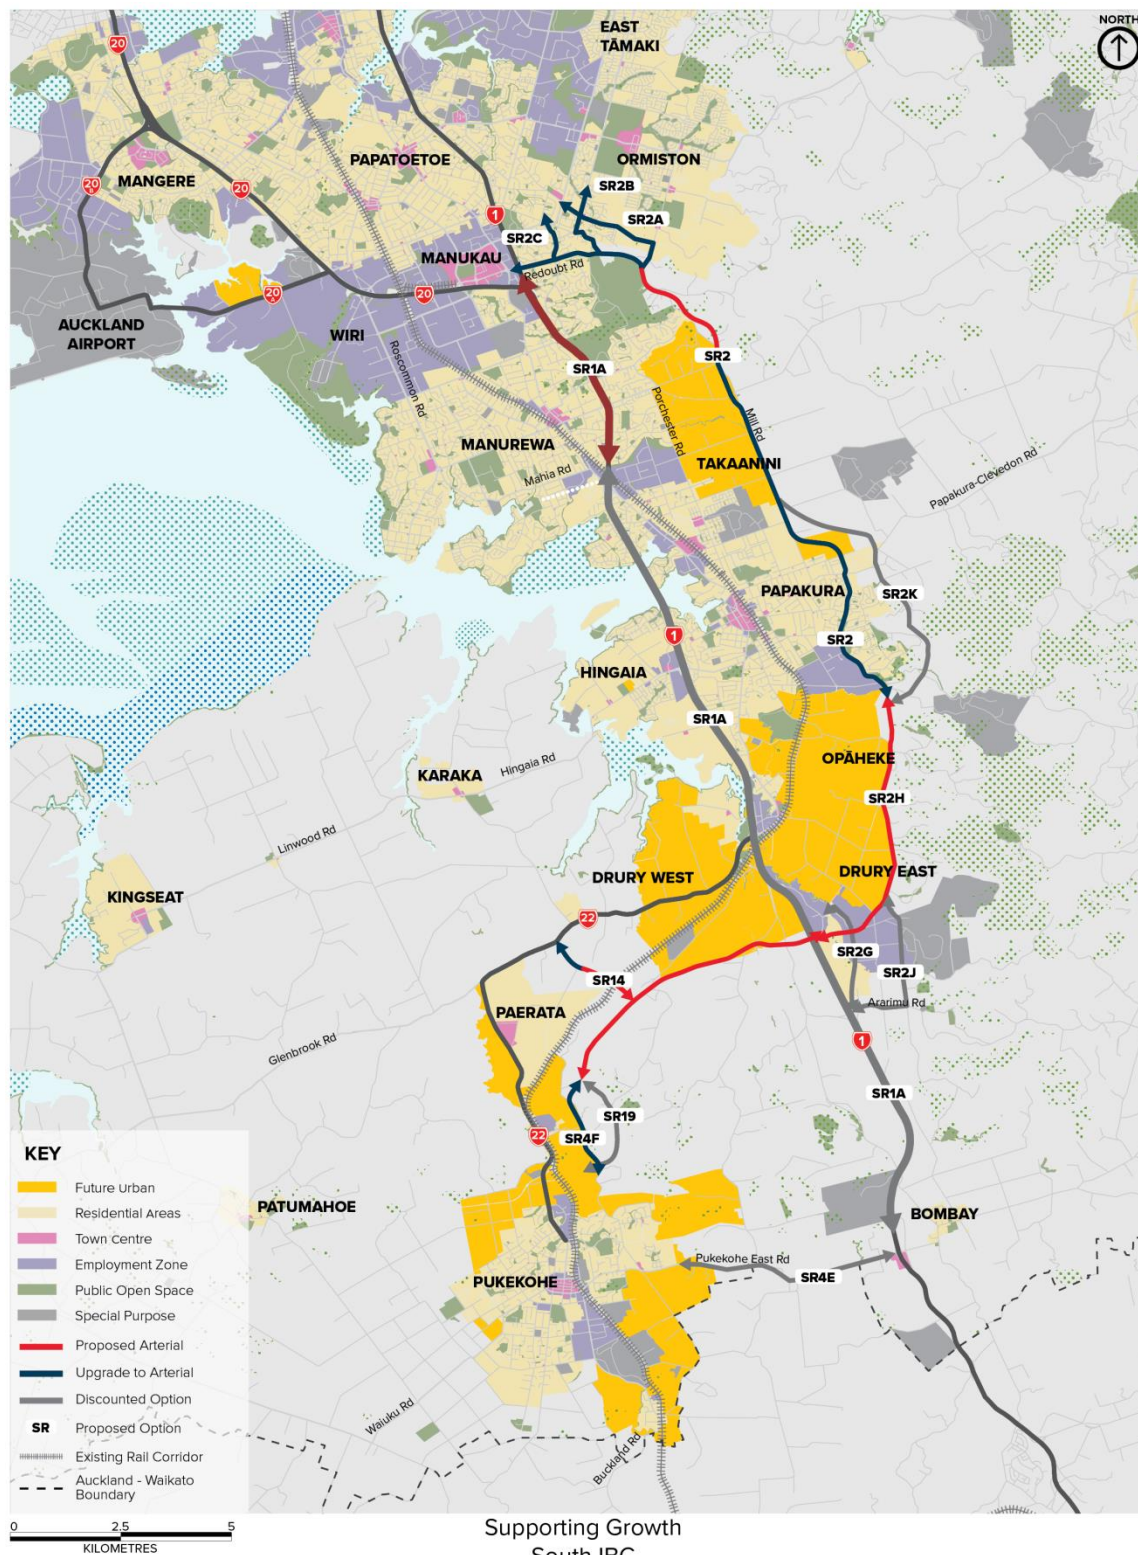 NORTH
EAST
TĀMAKI
20
PAPATOETOE
ORMISTON
MANGERE
20
B
20
SR2B
SR2A
1
SR2C
MANUKAU
Redoubt Rd
20
A
20
AUCKLAND
AIRPORT
WIRI
Roscommon Rd
SR1A
SR2
Porchester Rd
Mill Rd
MANUREWA
Mahia Rd
TAKAANINI
Papakura-Clevedon Rd
PAPAKURA
SR2K
SR2
1
HINGAIA
SR1A
OPĀHEKE
KARAKA
Hingaia Rd
SR2H
Linwood Rd
KINGSEAT
DRURY WEST
DRURY EAST
22
SR2G
SR14
SR2J
Ararimu Rd
PAERATA
Glenbrook Rd
1
SR1A
SR19
22
SR4F
KEY
Future Urban
Residential Areas
Town Centre
Employment Zone
Public Open Space
Special Purpose
Proposed Arterial
Upgrade to Arterial
Discounted Option
SR Proposed Option
Existing Rail Corridor
Auckland - Waikato
Boundary
PATUMAHOE
BOMBAY
Pukekohe East Rd
SR4E
PUKEKOHE
Waiuku Rd
Buckland Rd
0 2.5 5
KILOMETRES
Supporting Growth
South IBC